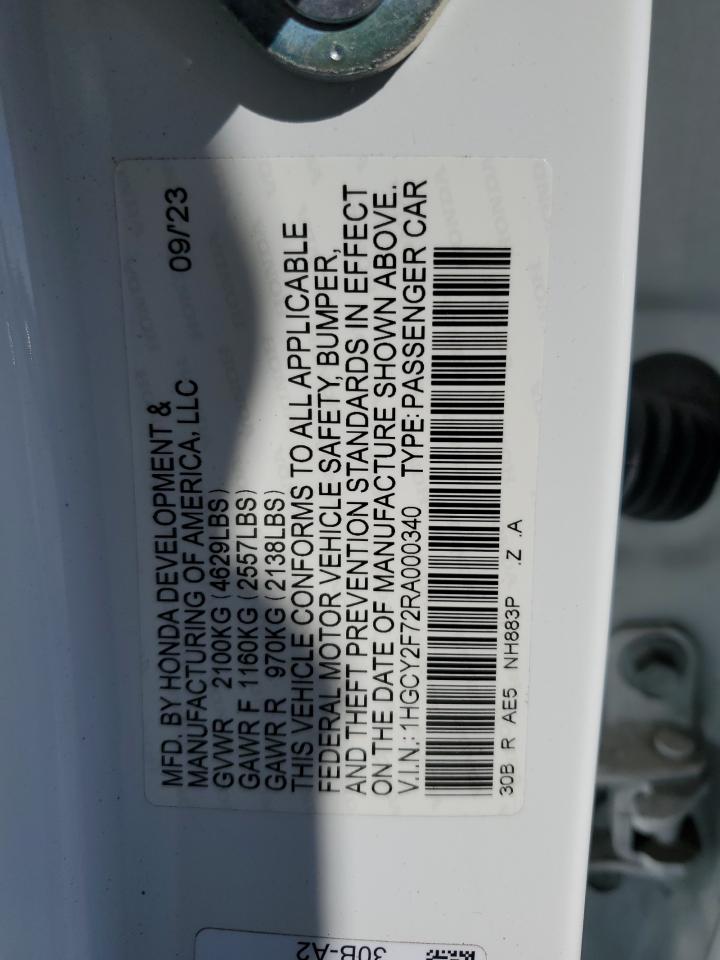 MFD. BY HONDA DEVELOPMENT &
MANUFACTURING OF AMERICA, LLC 09/'23
GVWR 2100KG (4629LBS)
GAWR F 1160KG (2557LBS)
GAWR R 970KG (2138LBS)
THIS VEHICLE CONFORMS TO ALL APPLICABLE
FEDERAL MOTOR VEHICLE SAFETY, BUMPER,
AND THEFT PREVENTION STANDARDS IN EFFECT
ON THE DATE OF MANUFACTURE SHOWN ABOVE.
V.I.N.: 1HGCY2F72RA000340 TYPE: PASSENGER CAR
30B R AE5 NH883P .Z .A
30B-A2